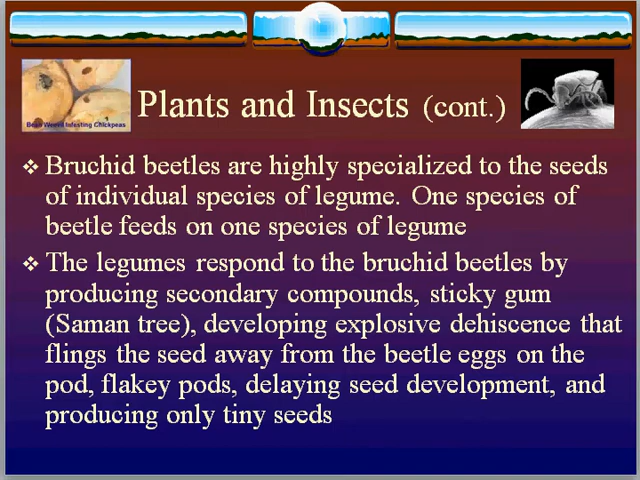 Bean Weevil Infesting Chickpeas
Plants and Insects (cont.)
❖ Bruchid beetles are highly specialized to the seeds
of individual species of legume. One species of
beetle feeds on one species of legume
❖ The legumes respond to the bruchid beetles by
producing secondary compounds, sticky gum
(Saman tree), developing explosive dehiscence that
flings the seed away from the beetle eggs on the
pod, flakey pods, delaying seed development, and
producing only tiny seeds